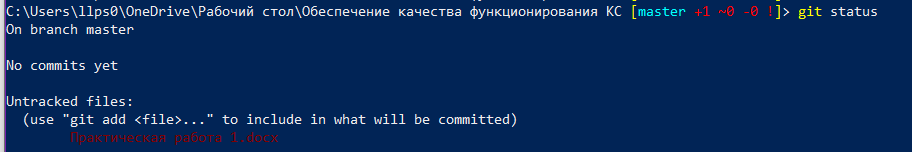 C:\Users\llps0\OneDrive\Рабочий стол\Обеспечение качества функционирования КС [master +1 ~0 -0 !]> git status
On branch master
No commits yet
Untracked files:
(use "git add <file>..." to include in what will be committed)
Практическая работа 1.docx